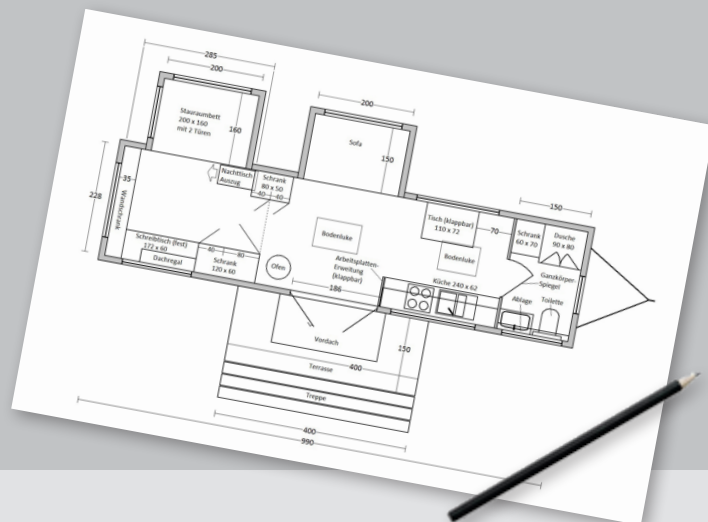 285
200
Stauraumbett
200 x 160
mit 2 Türen
160
200
Sofa
150
228
35
Wandschrank
Nachttisch
Auszug
Schrank
80 x 50
40 40
Schreibtisch (fest)
172 x 60
Dachregal
40 80
Schrank
120 x 60
Ofen
Bodenluke
Arbeitsplatten-
Erweitung
(klappbar)
186
Tisch (klappbar)
110 x 72
70
Bodenluke
Küche 240 x 62
150
Schrank
60 x 70
Dusche
90 x 80
Ganzkörper-
Spiegel
Ablage
Toilette
Vordach
150
400
Terrasse
Treppe
400
990